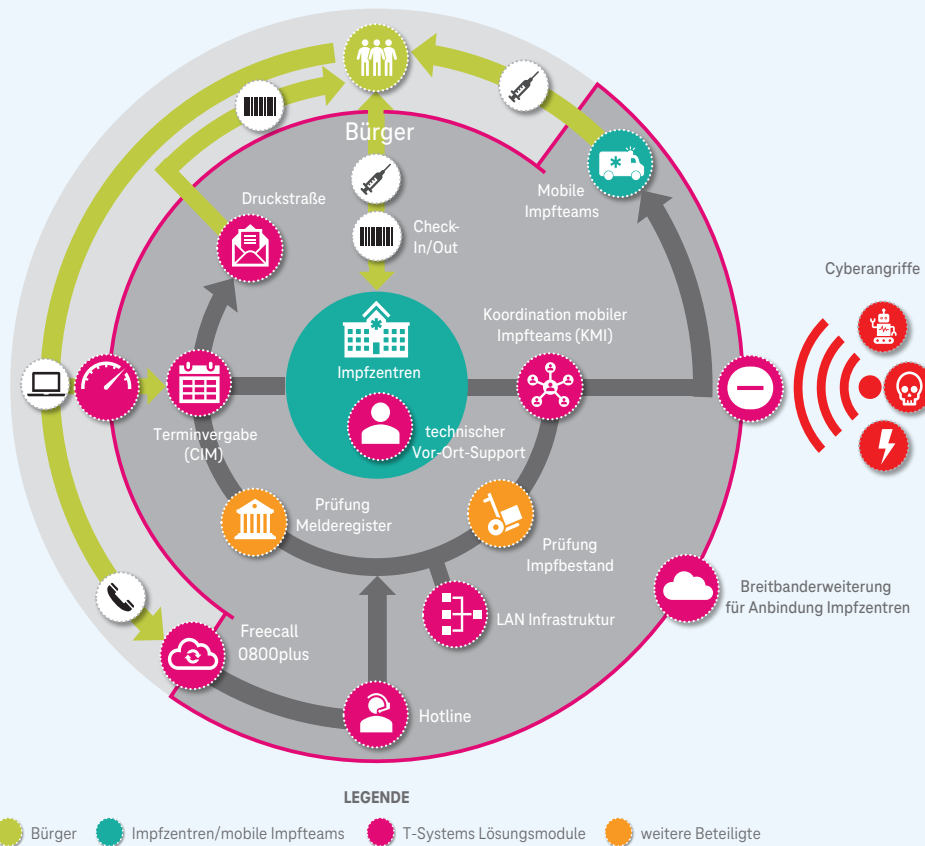 Bürger
Druckstraße
Mobile
Impfteams
Check-
In/Out
Cyberangriffe
Koordination mobiler
Impfteams (KMI)
Impfzentren
technischer
Vor-Ort-Support
Terminvergabe
(CIM)
Prüfung
Melderegister
Prüfung
Impfbestand
Breitbanderweiterung
für Anbindung Impfzentren
LAN Infrastruktur
Freecall
0800plus
Hotline
LEGENDE
Bürger
Impfzentren/mobile Impfteams
T-Systems Lösungsmodule
weitere Beteiligte